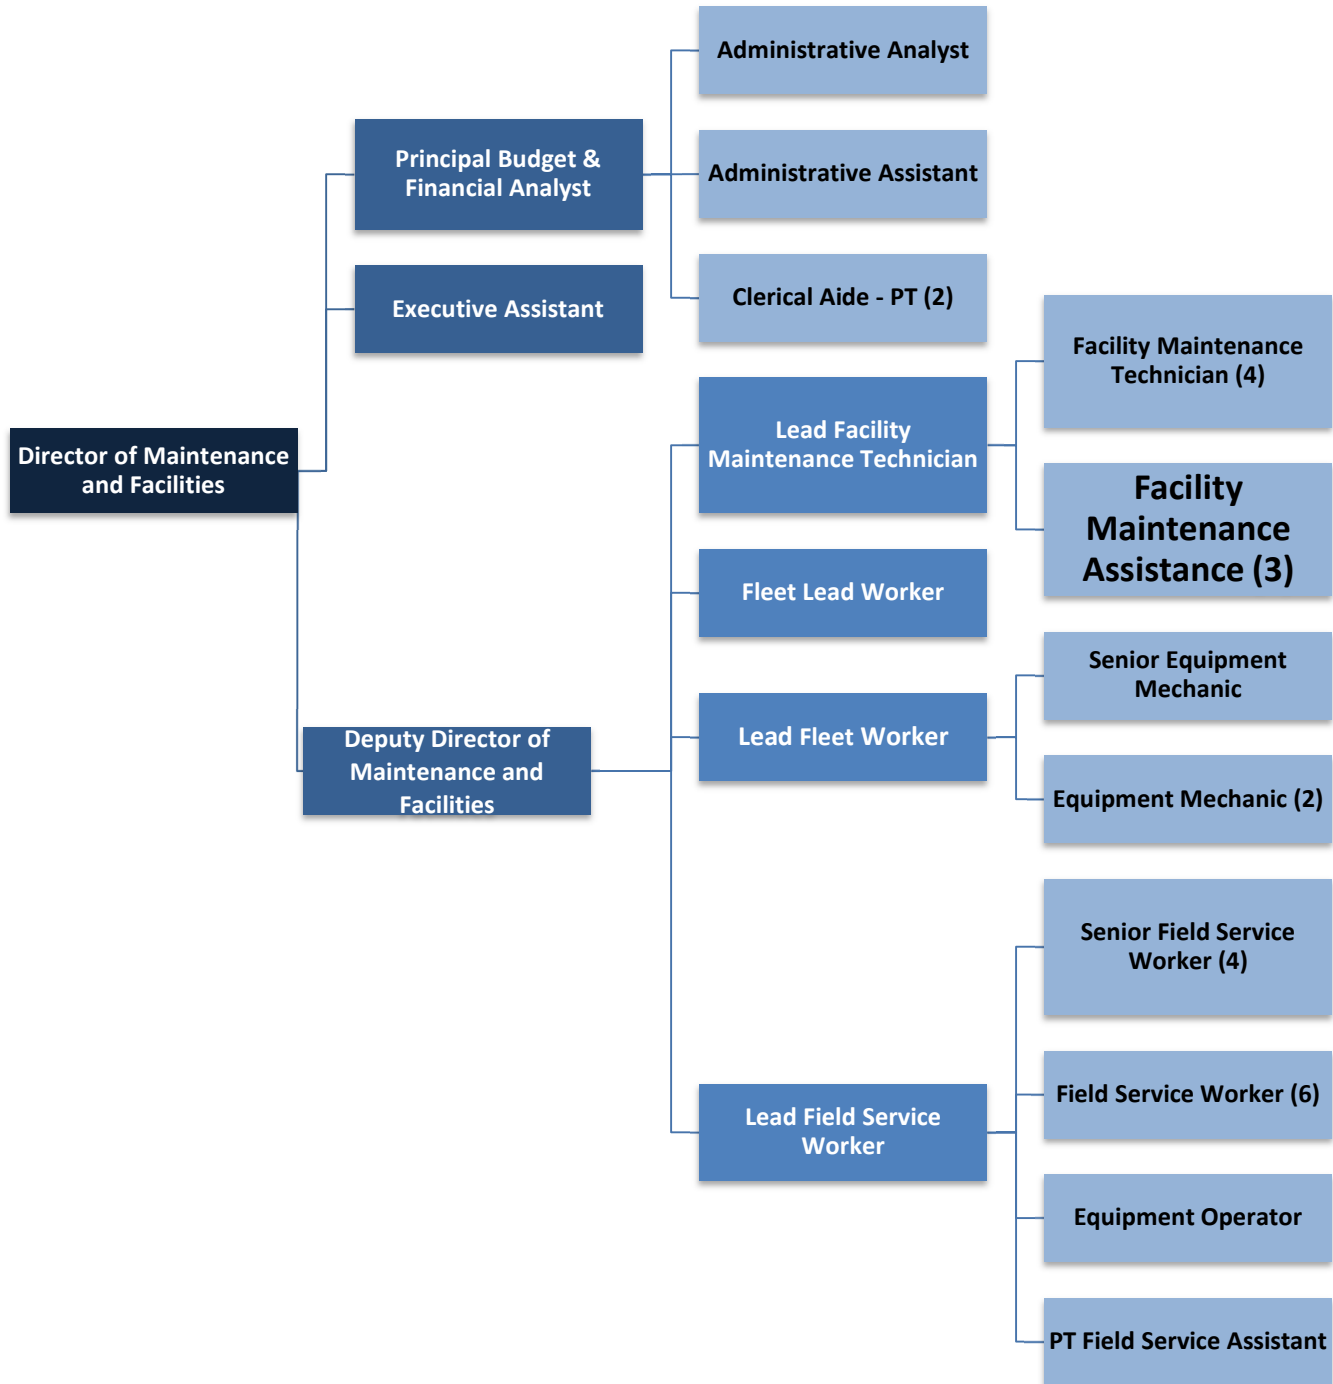 Administrative Analyst
Principal Budget &
Financial Analyst
Administrative Assistant
Executive Assistant
Clerical Aide - PT (2)
Director of Maintenance
and Facilities
Lead Facility
Maintenance Technician
Facility Maintenance
Technician (4)
Facility
Maintenance
Assistance (3)
Fleet Lead Worker
Deputy Director of
Maintenance and
Facilities
Lead Fleet Worker
Senior Equipment
Mechanic
Equipment Mechanic (2)
Lead Field Service
Worker
Senior Field Service
Worker (4)
Field Service Worker (6)
Equipment Operator
PT Field Service Assistant